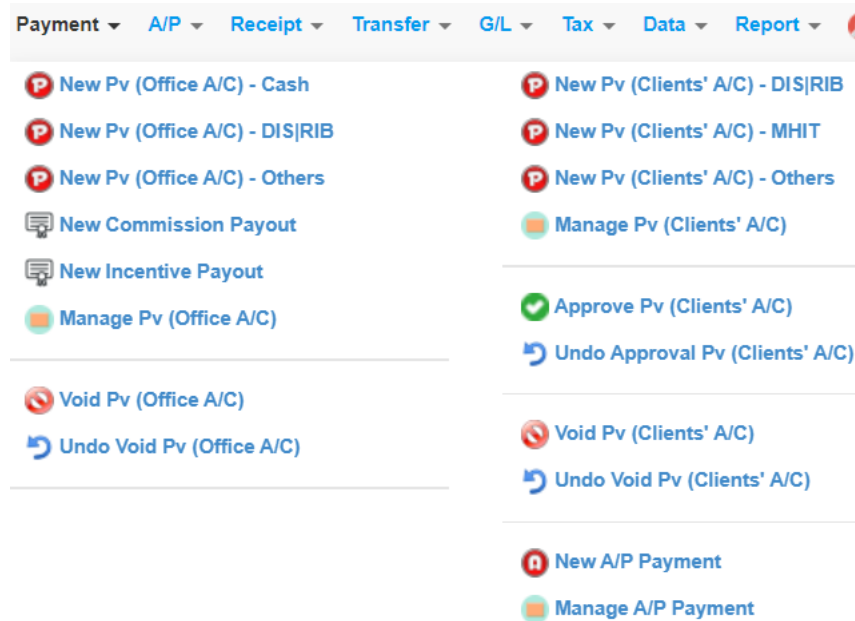 Payment A/P Receipt Transfer G/L Tax Data Report
New Pv (Office A/C) - Cash
New Pv (Office A/C) - DIS|RIB
New Pv (Office A/C) - Others
New Commission Payout
New Incentive Payout
Manage Pv (Office A/C)
Void Pv (Office A/C)
Undo Void Pv (Office A/C)
New Pv (Clients' A/C) - DIS|RIB
New Pv (Clients' A/C) - MHIT
New Pv (Clients' A/C) - Others
Manage Pv (Clients' A/C)
Approve Pv (Clients' A/C)
Undo Approval Pv (Clients' A/C)
Void Pv (Clients' A/C)
Undo Void Pv (Clients' A/C)
New A/P Payment
Manage A/P Payment